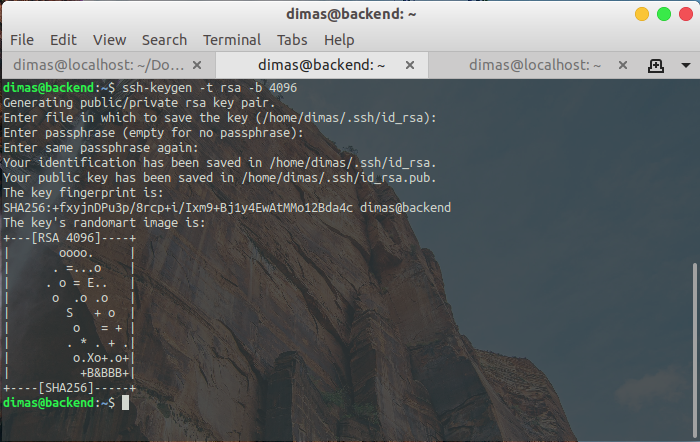 dimas@backend: ~
File Edit View Search Terminal Tabs Help
dimas@localhost: ~/Do… × dimas@backend: ~ × dimas@localhost: ~ ×
dimas@backend:~$ ssh-keygen -t rsa -b 4096
Generating public/private rsa key pair.
Enter file in which to save the key (/home/dimas/.ssh/id_rsa):
Enter passphrase (empty for no passphrase):
Enter same passphrase again:
Your identification has been saved in /home/dimas/.ssh/id_rsa.
Your public key has been saved in /home/dimas/.ssh/id_rsa.pub.
The key fingerprint is:
SHA256:+fxyjnDPu3p/8rcp+i/Ixm9+Bj1y4EwAtMMo12Bda4c dimas@backend
The key's randomart image is:
+---[RSA 4096]----+
|       oooo.     |
|      . =...o    |
|     . o = E..   |
|      o  .o .o   |
|        S   + o  |
|         o   = + |
|        . * . + .|
|         o.Xo+.o+|
|          +B&BBB+|
+----[SHA256]-----+
dimas@backend:~$